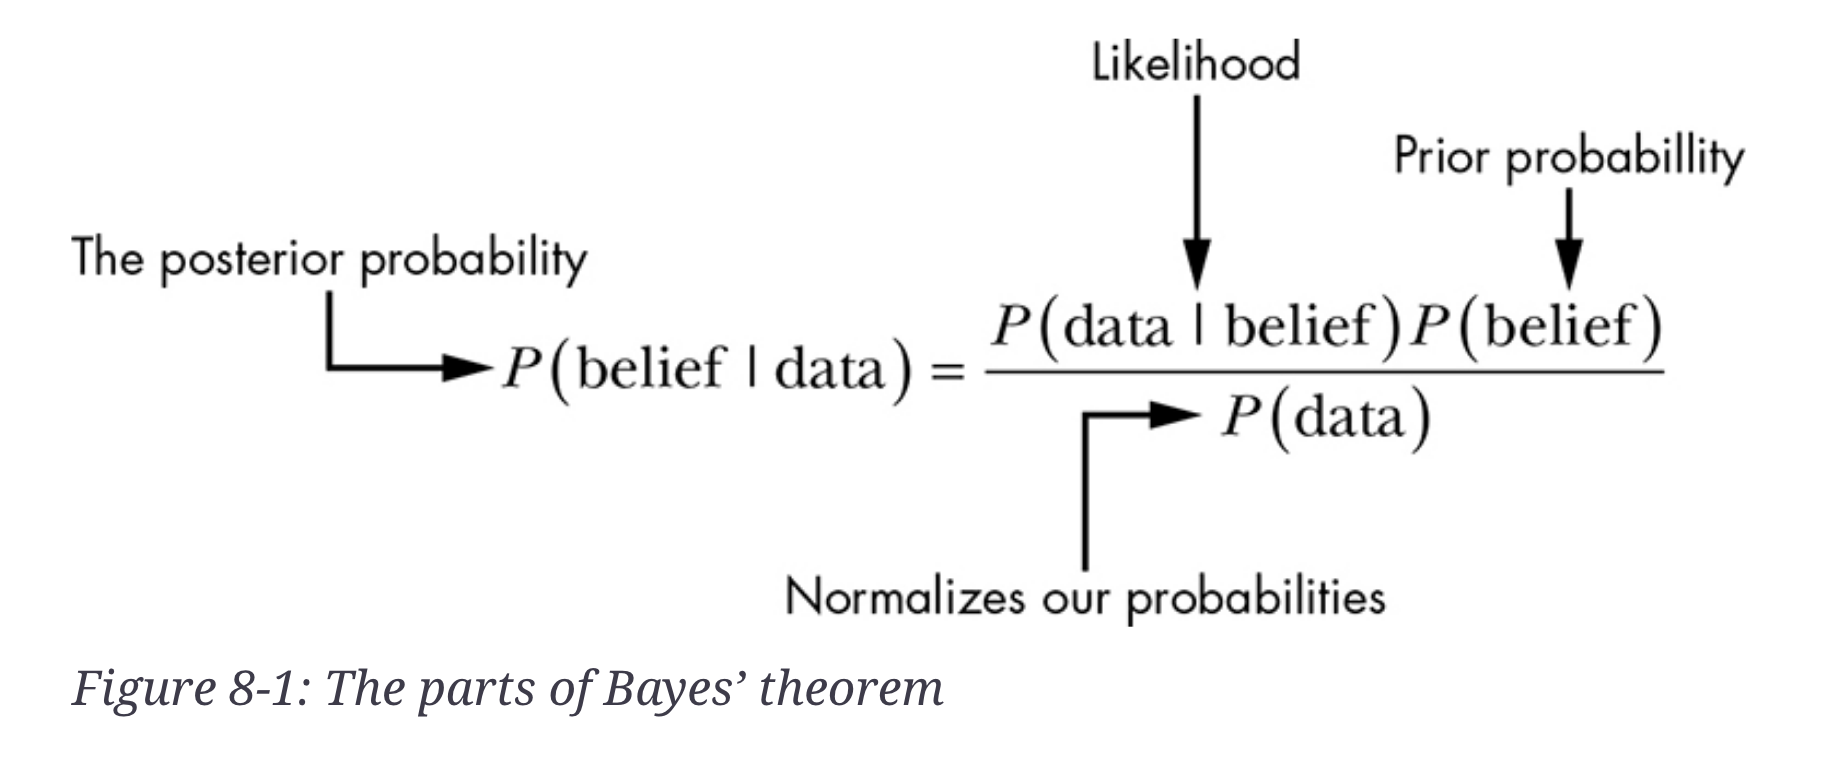 Likelihood
Prior probabillity
The posterior probability
P(belief | data) = P(data | belief)P(belief)
P(data)
Normalizes our probabilities
Figure 8-1: The parts of Bayes’ theorem